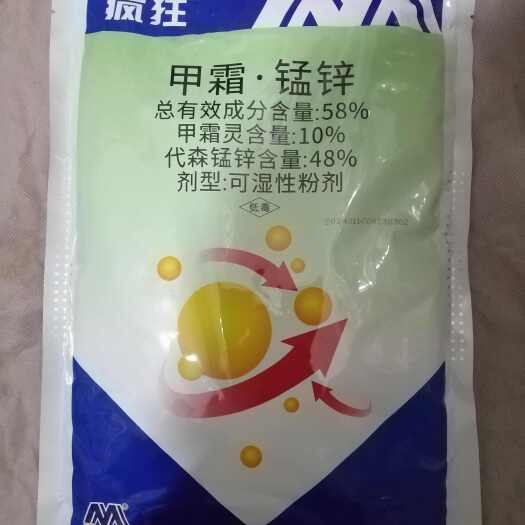 疯狂
甲霜·锰锌
总有效成分含量:58%
甲霜灵含量:10%
代森锰锌含量:48%
剂型:可湿性粉剂
低毒